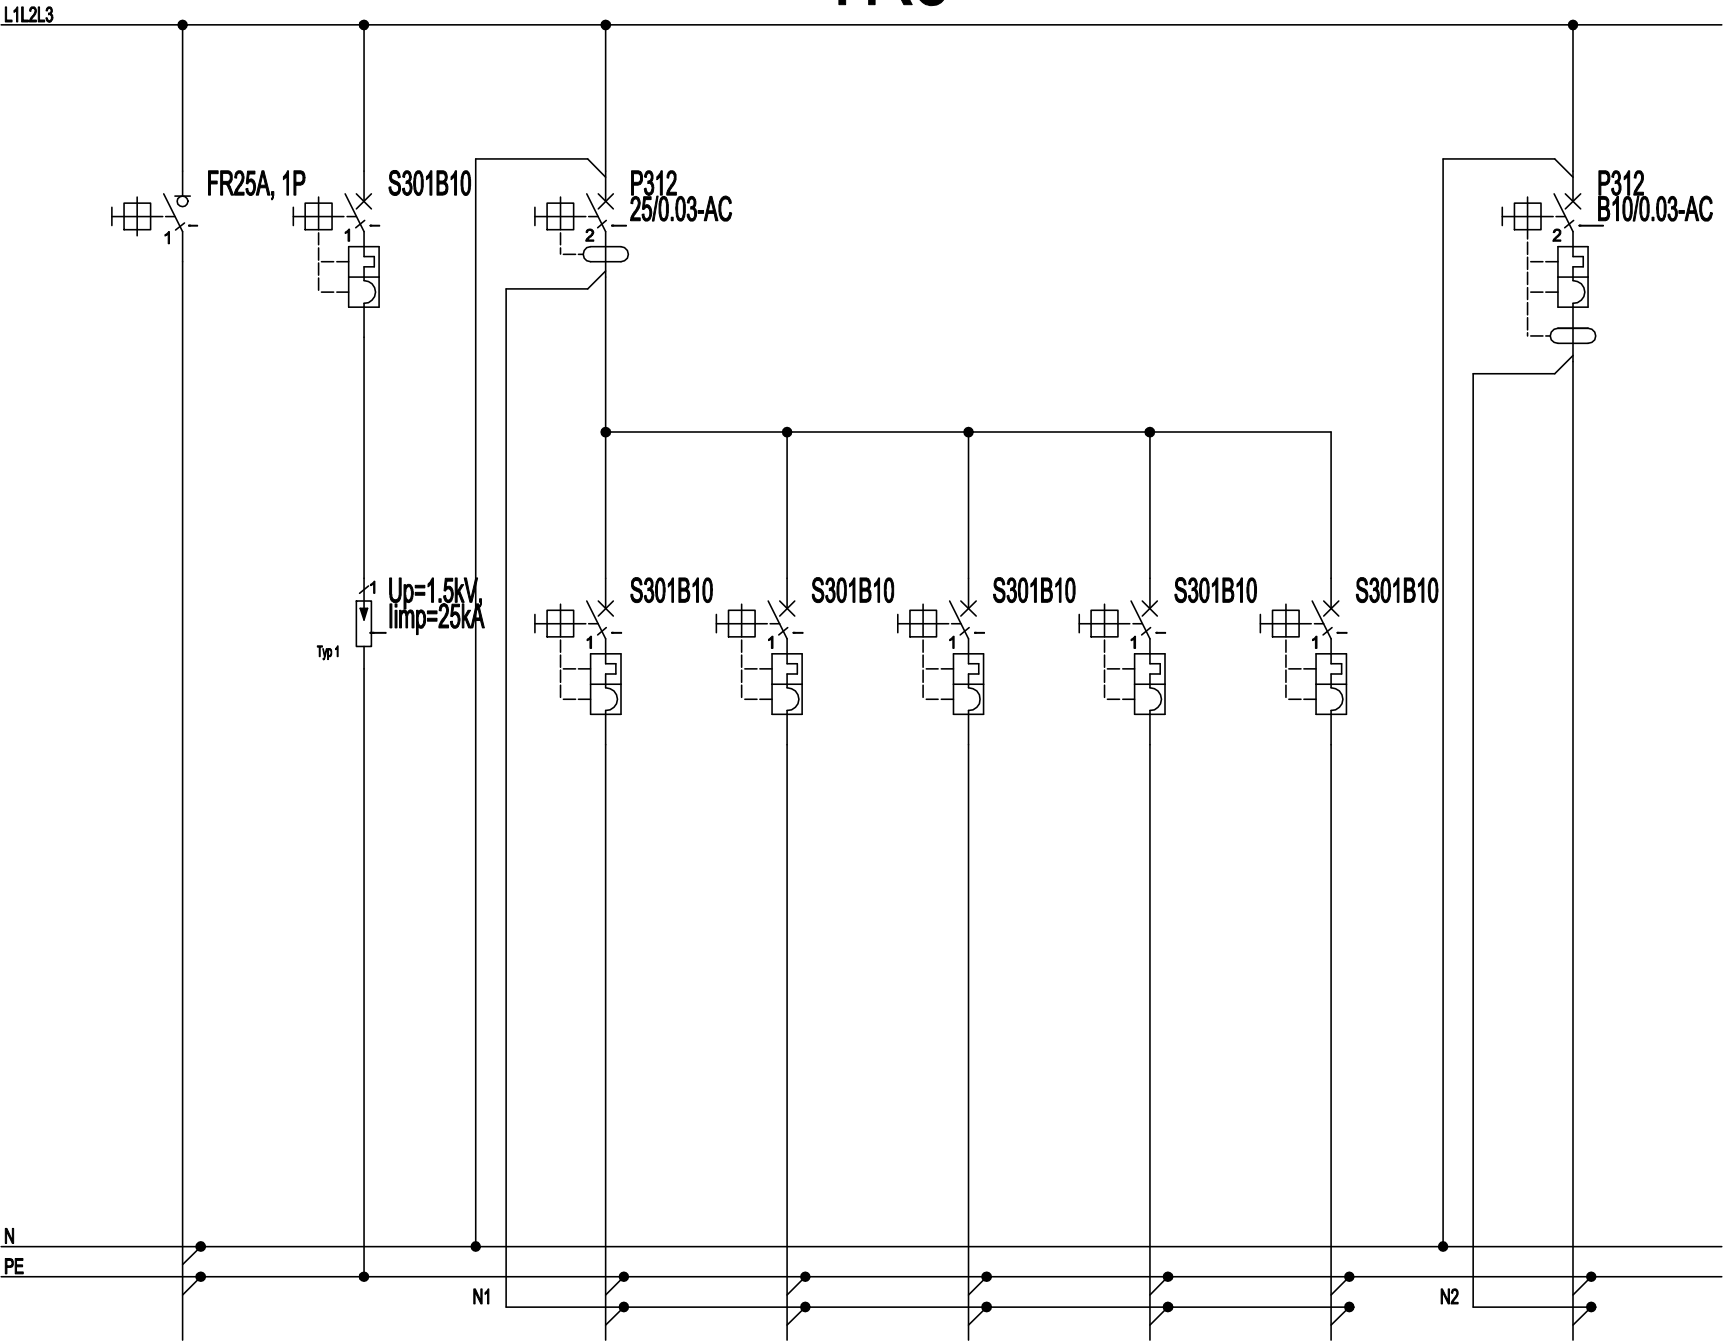 L1L2L3
FR25A, 1P
1
S301B10
1
P312
25/0.03-AC
2
P312
B10/0.03-AC
2
1
Up=1.5kV,
Iimp=25kA
Typ 1
S301B10
1
S301B10
1
S301B10
1
S301B10
1
S301B10
1
N
PE
N1
N2